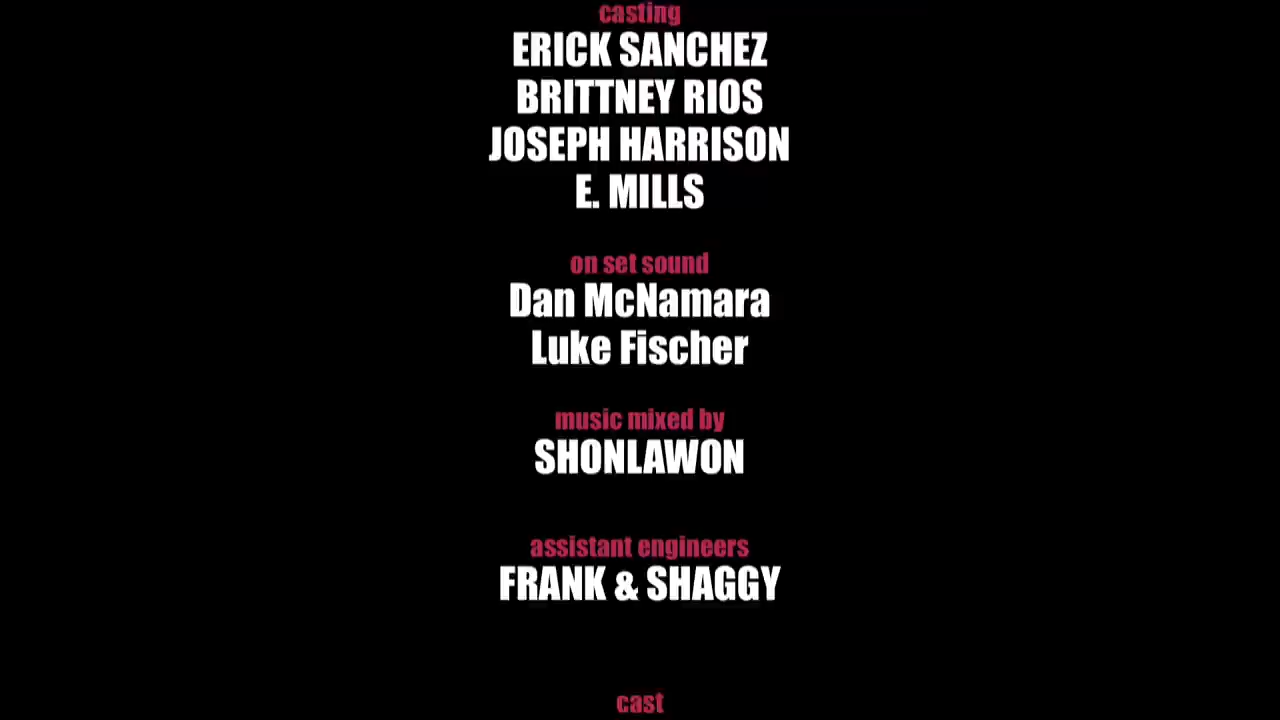 casting
ERICK SANCHEZ
BRITTNEY RIOS
JOSEPH HARRISON
E. MILLS
on set sound
Dan McNamara
Luke Fischer
music mixed by
SHONLAWON
assistant engineers
FRANK & SHAGGY
cast